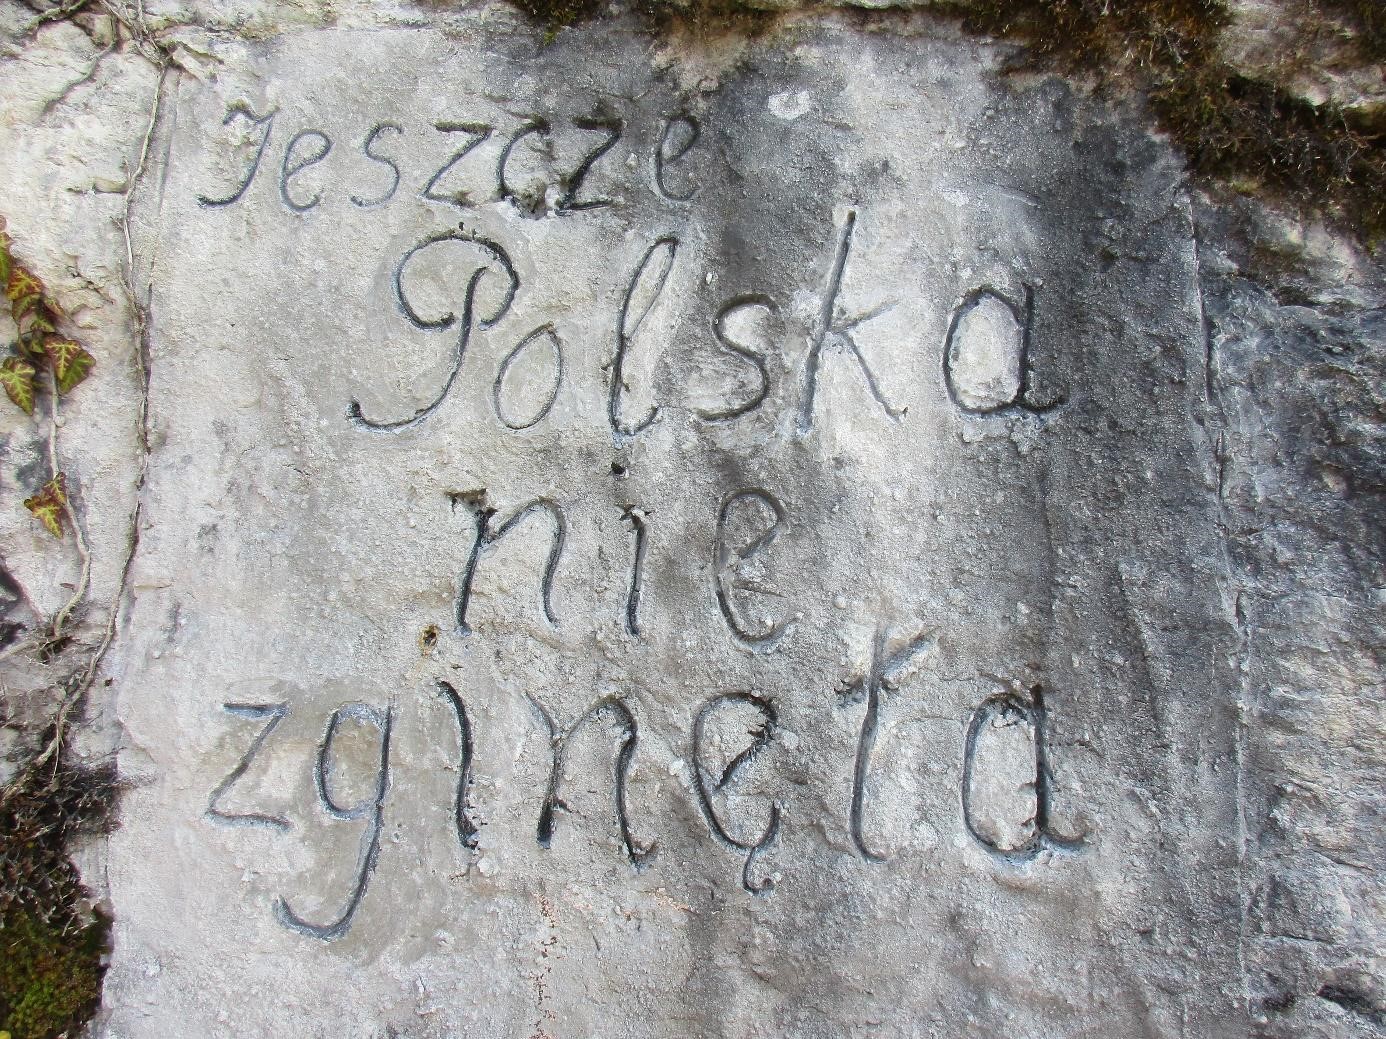 Jeszcze
Polska
nie
zginęła